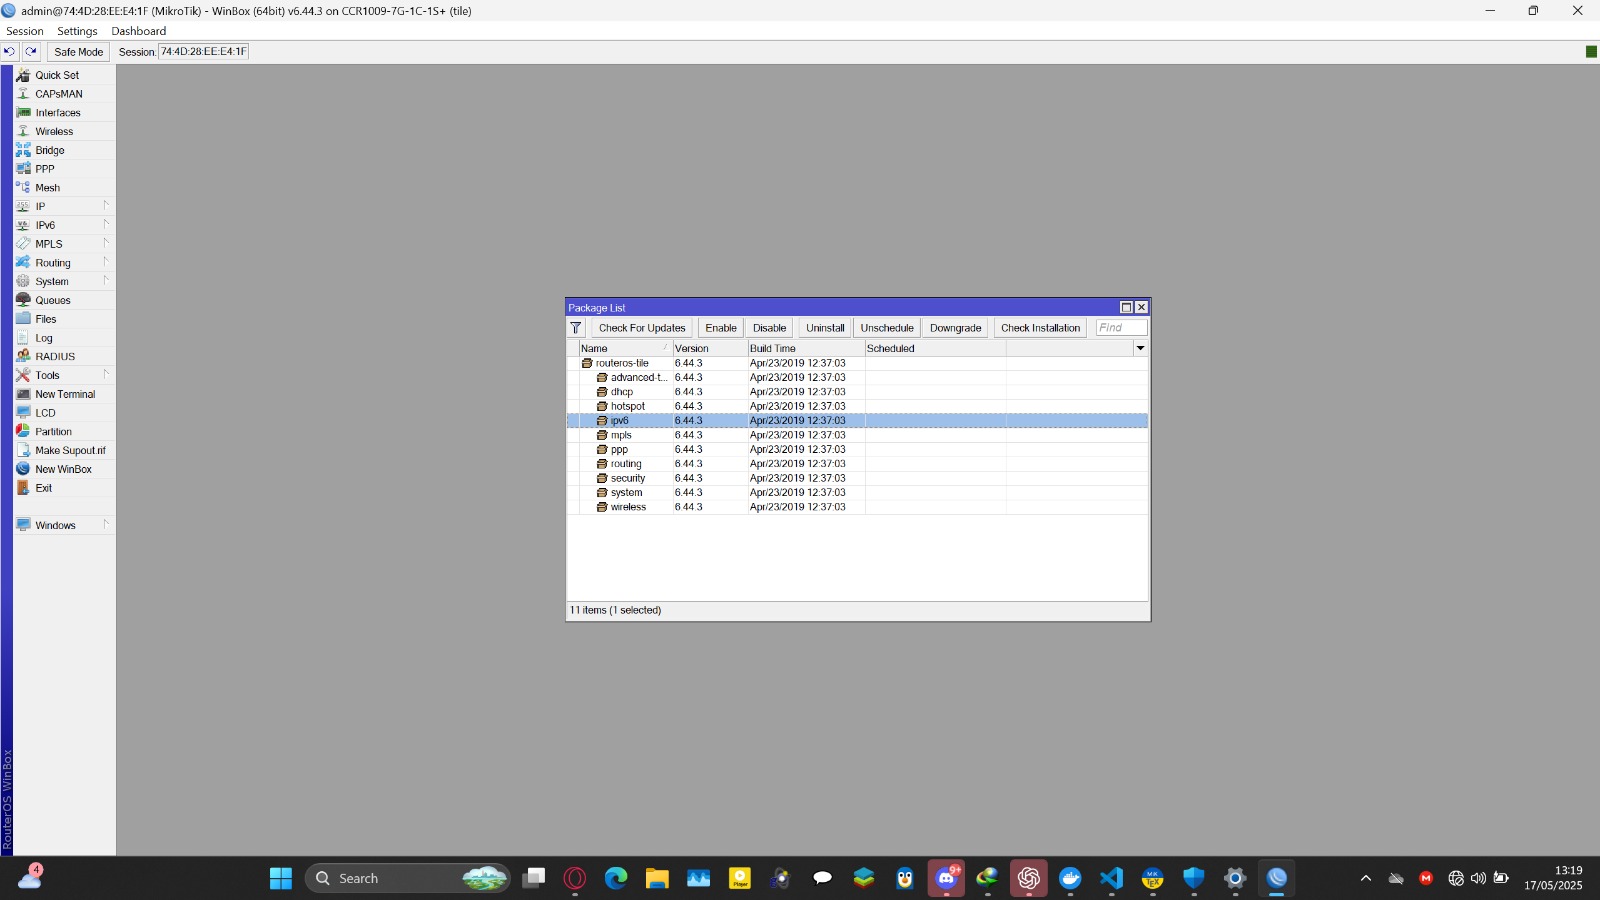 admin@74:4D:28:EE:E4:1F (MikroTik) - WinBox (64bit) v6.44.3 on CCR1009-7G-1C-1S+ (tile)
Session Settings Dashboard
Safe Mode Session: 74:4D:28:EE:E4:1F
Quick Set
CAPsMAN
Interfaces
Wireless
Bridge
PPP
Mesh
IP
IPv6
MPLS
Routing
System
Queues
Files
Log
RADIUS
Tools
New Terminal
LCD
Partition
Make Supout.rif
New WinBox
Exit
Windows
RouterOS WinBox
Package List
Check For Updates Enable Disable Uninstall Unschedule Downgrade Check Installation Find
Name Version Build Time Scheduled
routeros-tile 6.44.3 Apr/23/2019 12:37:03
advanced-t... 6.44.3 Apr/23/2019 12:37:03
dhcp 6.44.3 Apr/23/2019 12:37:03
hotspot 6.44.3 Apr/23/2019 12:37:03
ipv6 6.44.3 Apr/23/2019 12:37:03
mpls 6.44.3 Apr/23/2019 12:37:03
ppp 6.44.3 Apr/23/2019 12:37:03
routing 6.44.3 Apr/23/2019 12:37:03
security 6.44.3 Apr/23/2019 12:37:03
system 6.44.3 Apr/23/2019 12:37:03
wireless 6.44.3 Apr/23/2019 12:37:03
11 items (1 selected)
4
Search
Player
9+
13:19
17/05/2025